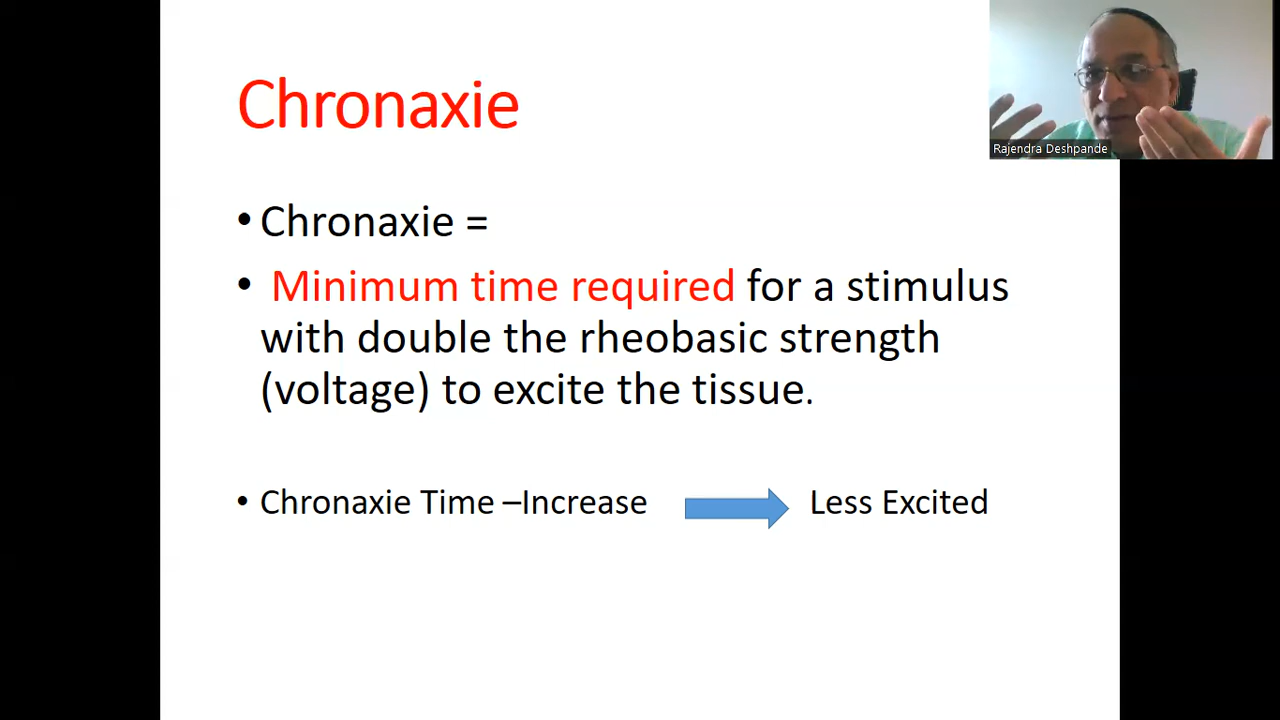 Chronaxie
Rajendra Deshpande
• Chronaxie =
• Minimum time required for a stimulus
with double the rheobasic strength
(voltage) to excite the tissue.
• Chronaxie Time –Increase Less Excited